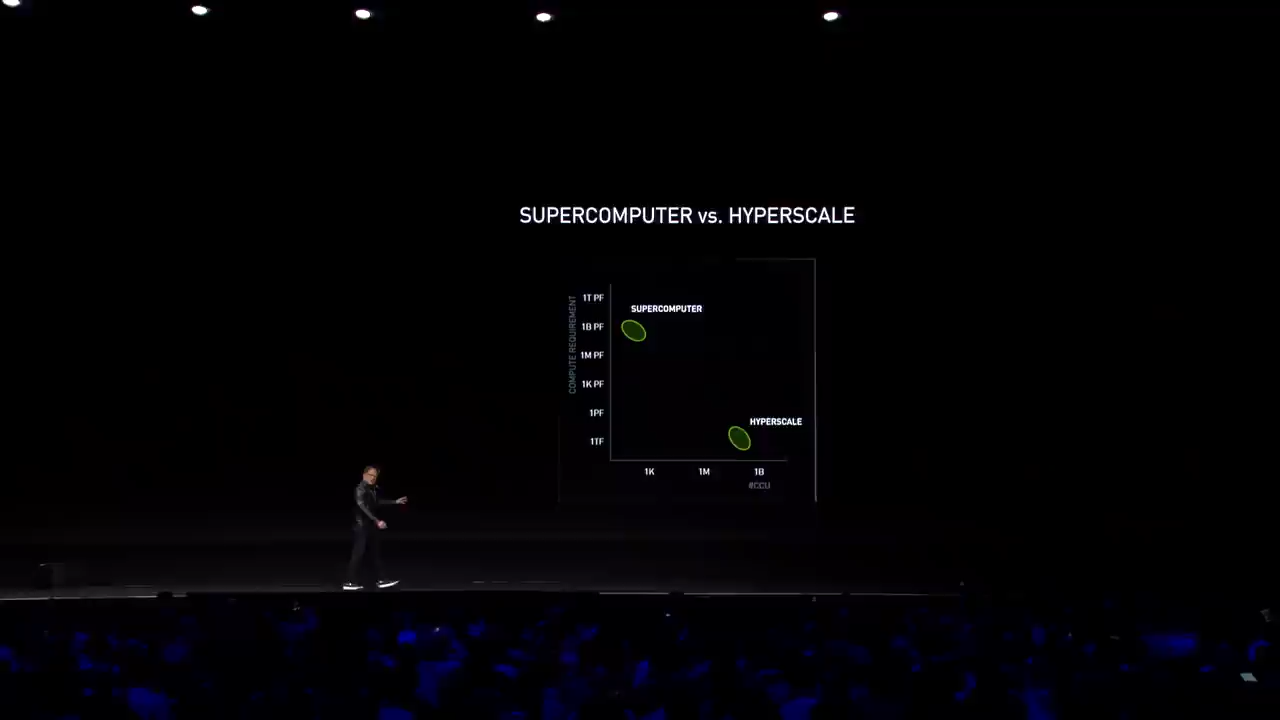 SUPERCOMPUTER vs. HYPERSCALE
COMPUTE REQUIREMENT
1T PF
SUPERCOMPUTER
1B PF
1M PF
1K PF
1PF
HYPERSCALE
1TF
1K
1M
1B
#CCU